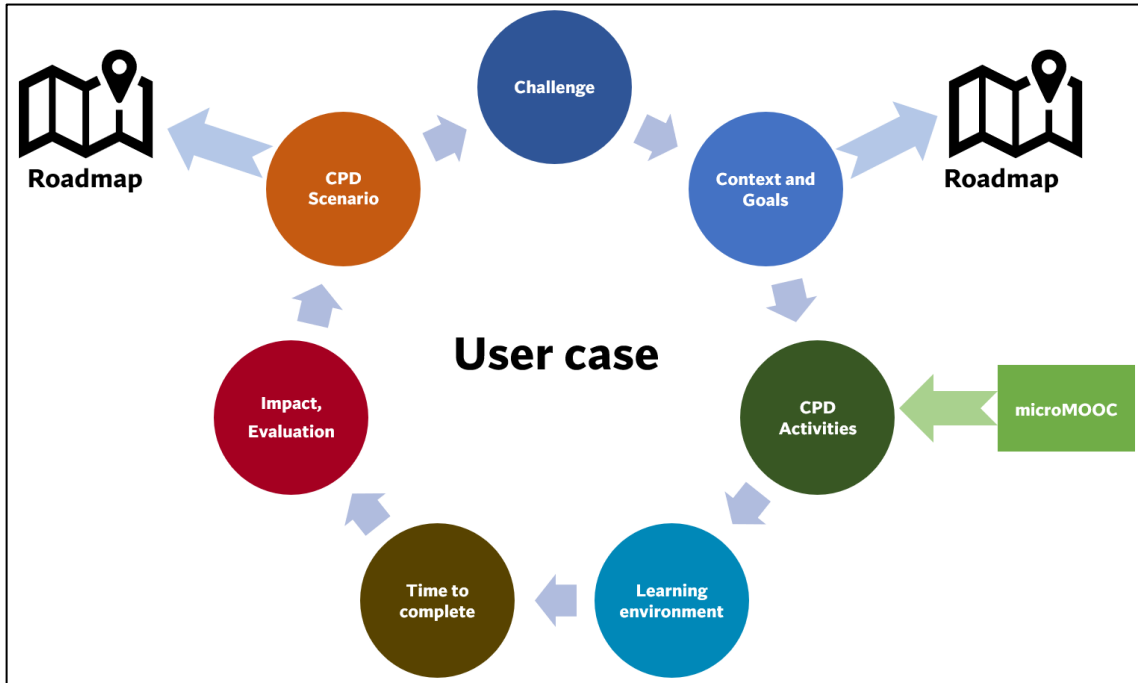 Challenge
Roadmap
Roadmap
CPD
Scenario
Context and
Goals
User case
Impact,
Evaluation
CPD
Activities
microMOOC
Time to
complete
Learning
environment